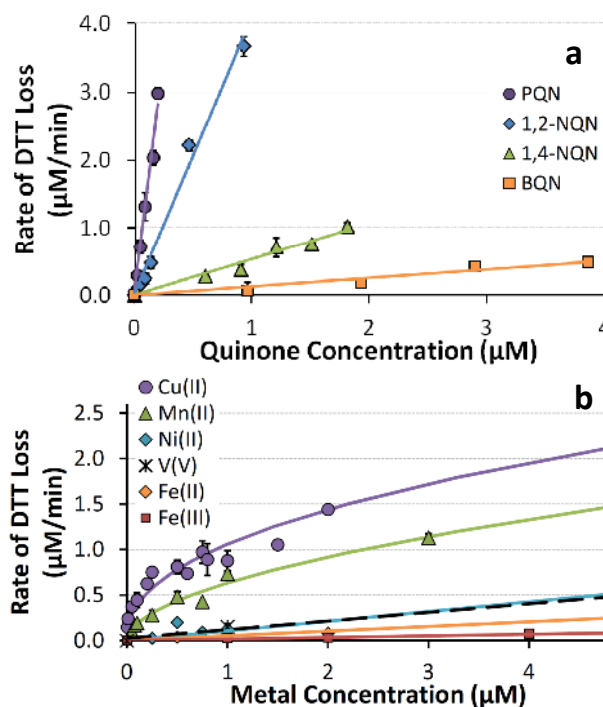 a
4.0
3.0
2.0
1.0
0.0
Rate of DTT Loss
(µM/min)
PQN
1,2-NQN
1,4-NQN
BQN
0 1 2 3 4
Quinone Concentration (µM)
b
Cu(II)
Mn(II)
Ni(II)
V(V)
Fe(II)
Fe(III)
2.5
2.0
1.5
1.0
0.5
0.0
Rate of DTT Loss
(µM/min)
0 1 2 3 4
Metal Concentration (µM)